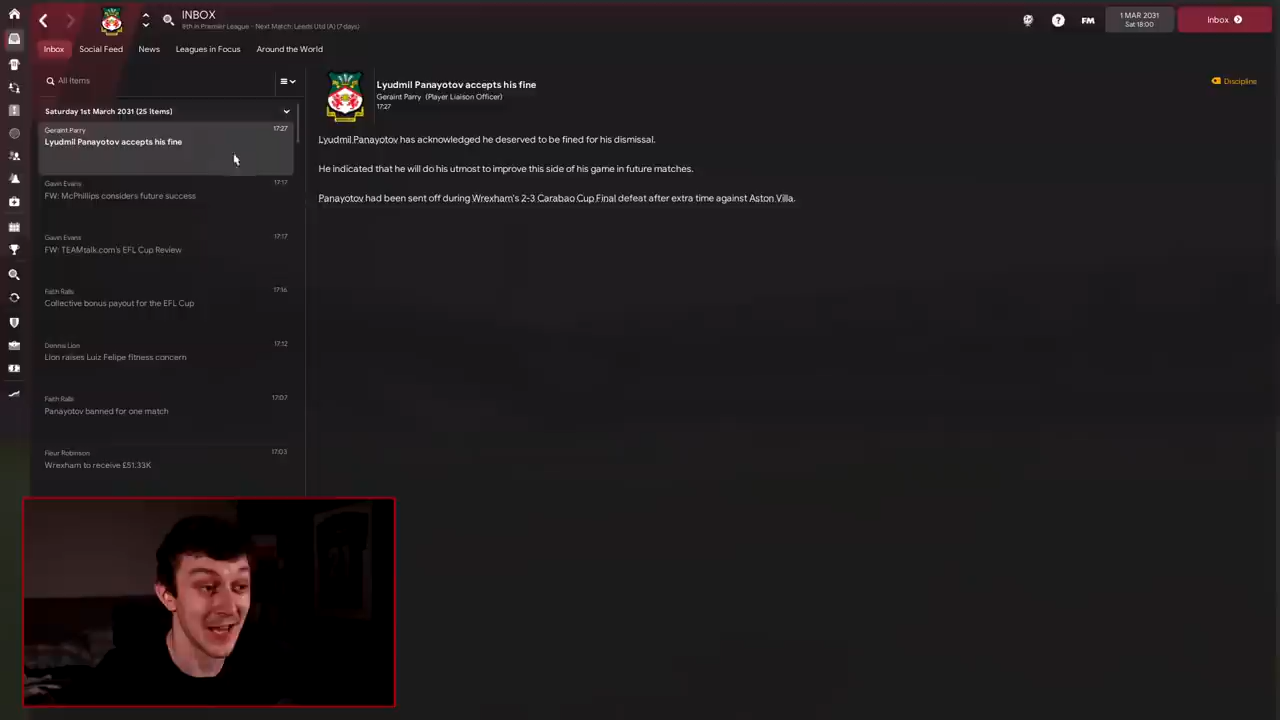 INBOX
18th in Premier League - Next Match: Leeds Utd (A) (7 days)
FM
1 MAR 2031
Sat 18:00
Inbox
Inbox
Social Feed
News
Leagues in Focus
Around the World
All Items
Saturday 1st March 2031 (25 items)
Geraint Parry
17:27
Lyudmil Panayotov accepts his fine
Gavin Evans
17:17
FW: McPhillips considers future success
Gavin Evans
17:17
FW: TEAMtalk.com's EFL Cup Review
Faith Ralls
17:16
Collective bonus payout for the EFL Cup
Dennis Lion
17:12
Lion raises Luiz Felipe fitness concern
Faith Ralls
17:07
Panayotov banned for one match
Fleur Robinson
17:03
Wrexham to receive £51.33K
Lyudmil Panayotov accepts his fine
Geraint Parry (Player Liaison Officer)
17:27
Discipline
Lyudmil Panayotov has acknowledged he deserved to be fined for his dismissal.
He indicated that he will do his utmost to improve this side of his game in future matches.
Panayotov had been sent off during Wrexham's 2-3 Carabao Cup Final defeat after extra time against Aston Villa.